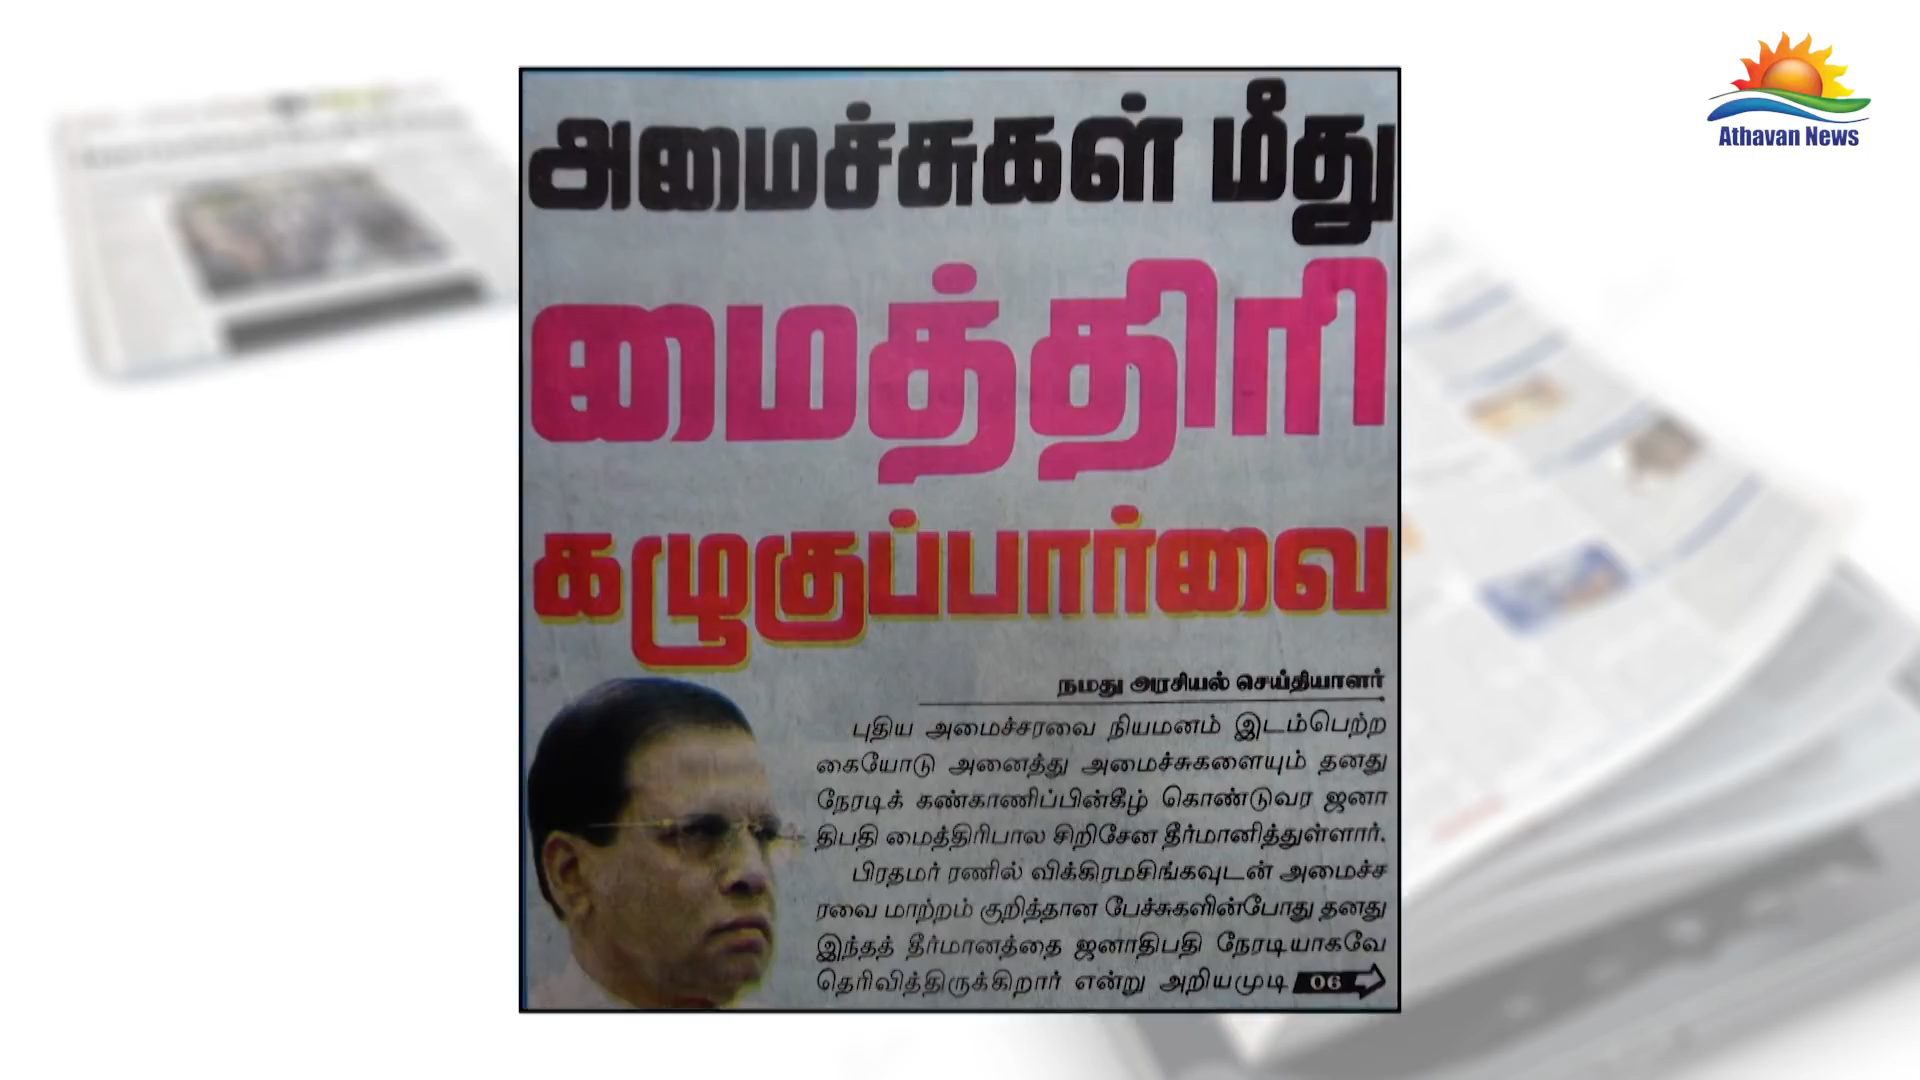 Athavan News
அமைச்சுகள் மீது
மைத்திரி
கழுகுப்பார்வை
நமது அரசியல் செய்தியாளர்
புதிய அமைச்சரவை நியமனம் இடம்பெற்ற
கையோடு அனைத்து அமைச்சுகளையும் தனது
நேரடிக் கண்காணிப்பின்கீழ் கொண்டுவர ஜனா
திபதி மைத்திரிபால சிறிசேன தீர்மானித்துள்ளார்.
பிரதமர் ரணில் விக்கிரமசிங்கவுடன் அமைச்ச
ரவை மாற்றம் குறித்தான பேச்சுகளின்போது தனது
இந்தத் தீர்மானத்தை ஜனாதிபதி நேரடியாகவே
தெரிவித்திருக்கிறார் என்று அறியமுடி 06